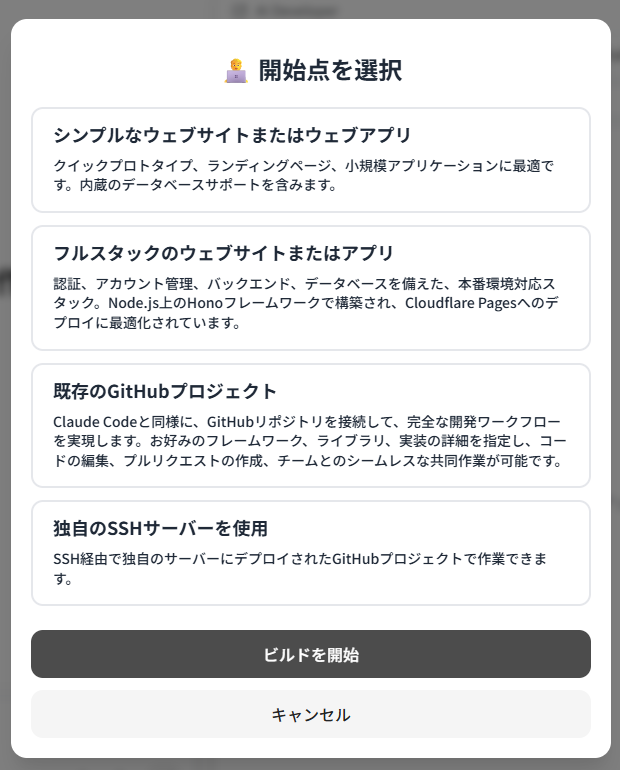 開始点を選択
シンプルなウェブサイトまたはウェブアプリ
クイックプロトタイプ、ランディングページ、小規模アプリケーションに最適で
す。内蔵のデータベースサポートを含みます。
フルスタックのウェブサイトまたはアプリ
認証、アカウント管理、バックエンド、データベースを備えた、本番環境対応ス
タック。Node.js上のHonoフレームワークで構築され、Cloudflare Pagesへのデ
プロイに最適化されています。
既存のGitHubプロジェクト
Claude Codeと同様に、GitHubリポジトリを接続して、完全な開発ワークフロー
を実現します。お好みのフレームワーク、ライブラリ、実装の詳細を指定し、コー
ドの編集、プルリクエストの作成、チームとのシームレスな共同作業が可能です。
独自のSSHサーバーを使用
SSH経由で独自のサーバーにデプロイされたGitHubプロジェクトで作業できま
す。
ビルドを開始
キャンセル